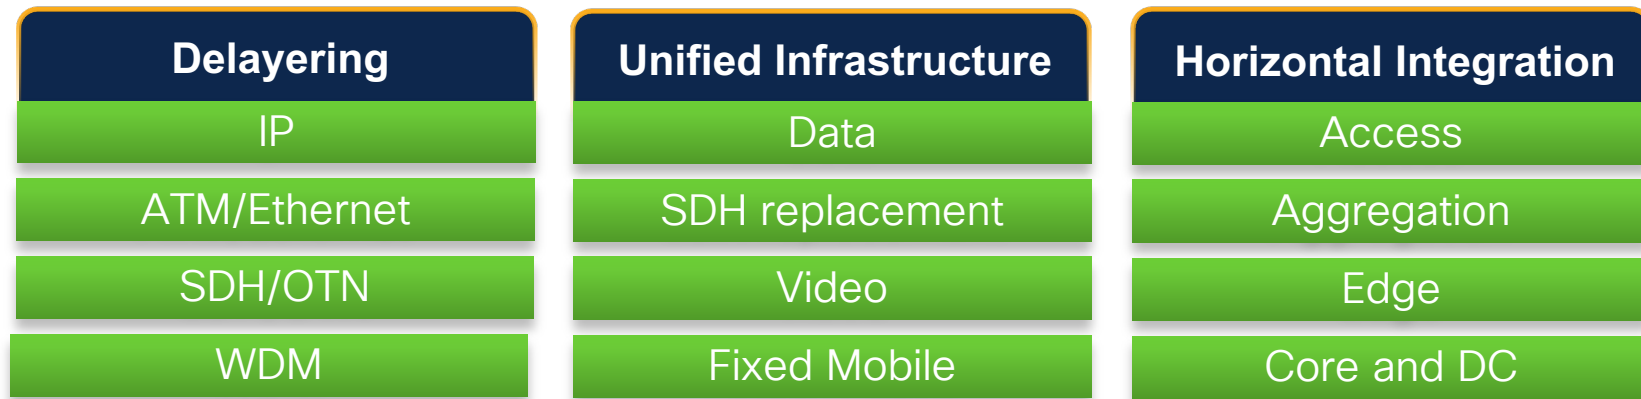 Delayering
IP
ATM/Ethernet
SDH/OTN
WDM
Unified Infrastructure
Data
SDH replacement
Video
Fixed Mobile
Horizontal Integration
Access
Aggregation
Edge
Core and DC